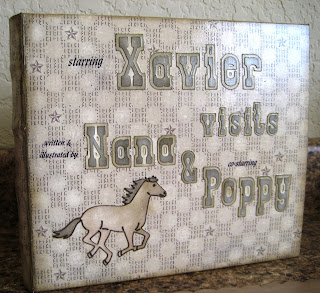 starring
Xavier
visits
written &
illustrated by
Nana
&
co-starring
Poppy